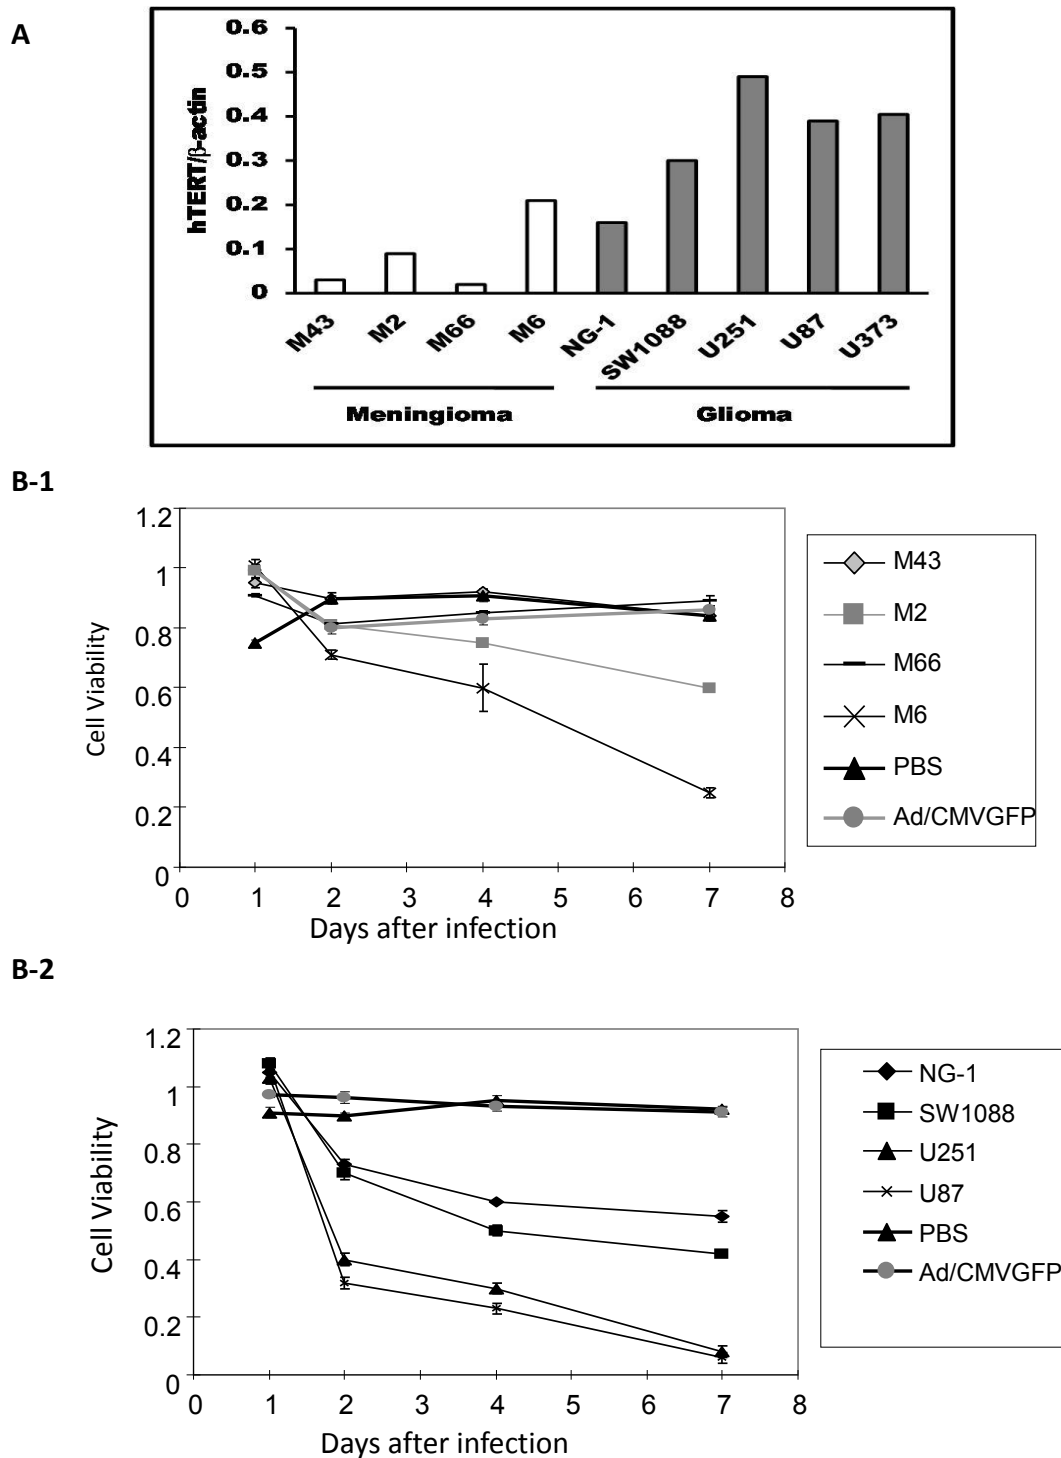 A
hTERT/β-actin
0.6
0.5
0.4
0.3
0.2
0.1
0
M43
M2
M66
M6
NG-1
SW1088
U251
U87
U373
Meningioma
Glioma
B-1
Cell Viability
1.2
1
0.8
0.6
0.4
0.2
0
0 1 2 3 4 5 6 7 8
Days after infection
M43
M2
M66
M6
PBS
Ad/CMVGFP
B-2
Cell Viability
1.2
1
0.8
0.6
0.4
0.2
0
0 1 2 3 4 5 6 7 8
Days after infection
NG-1
SW1088
U251
U87
PBS
Ad/CMVGFP